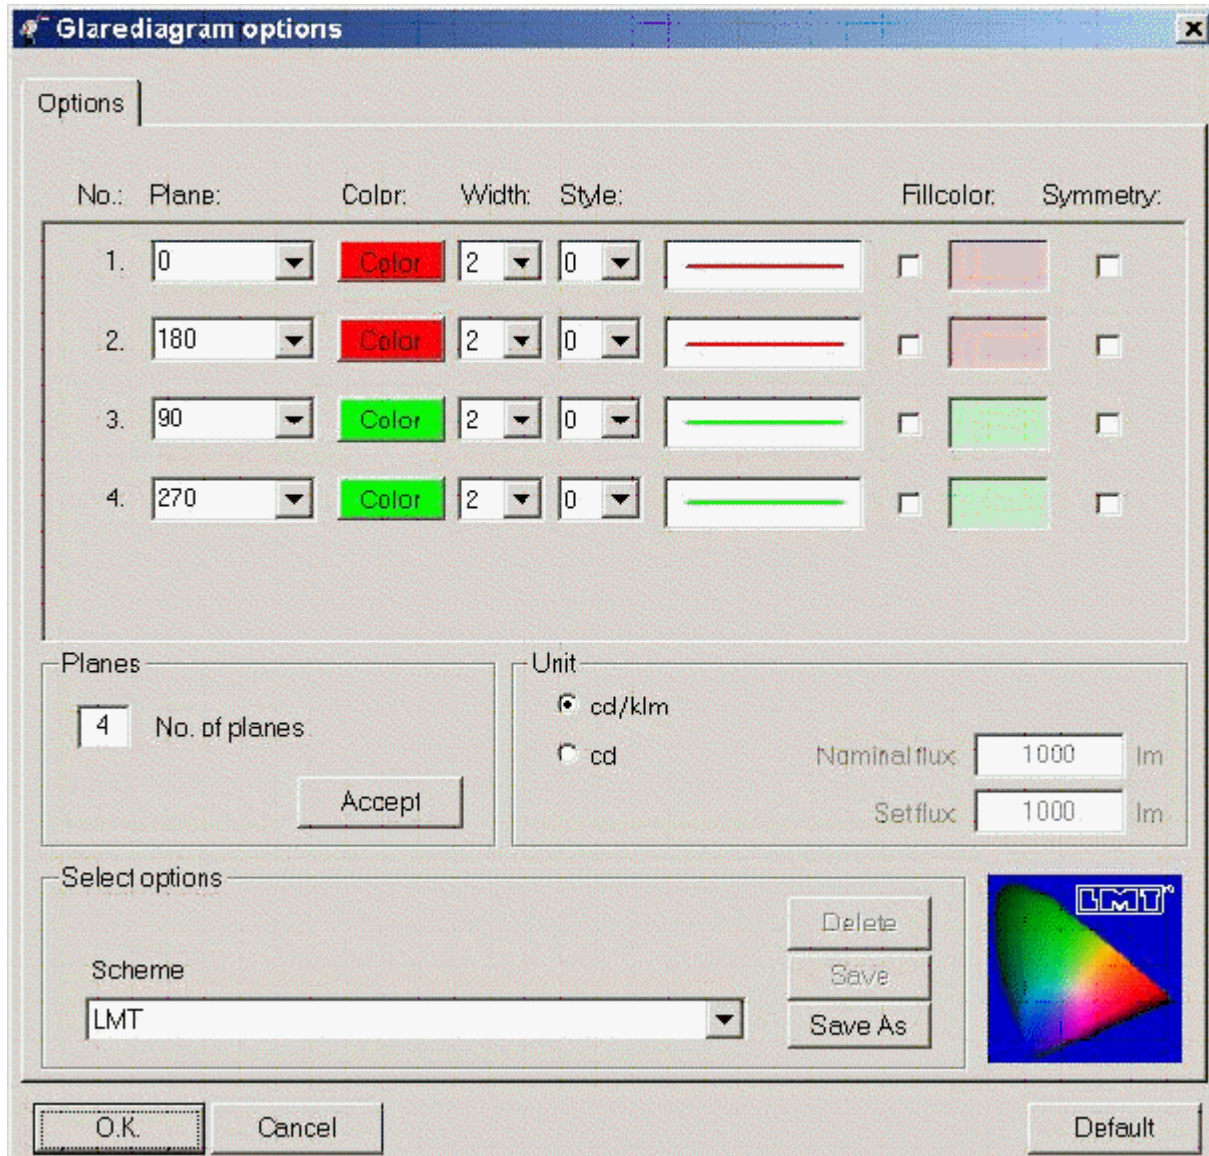 Glarediagram options
Options
No.: Plane: Color: Width: Style: Fillcolor: Symmetry:
1. 0 Color 2 0
2. 180 Color 2 0
3. 90 Color 2 0
4. 270 Color 2 0
Planes
4 No. of planes
Accept
Unit
cd/klm
cd Nominal flux 1000 lm
Set flux 1000 lm
Select options
Scheme
LMT
Delete
Save
Save As
LMT
O.K. Cancel Default